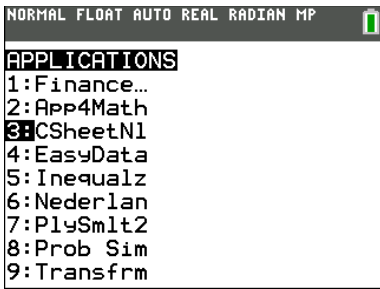 NORMAL FLOAT AUTO REAL RADIAN MP
APPLICATIONS
1:Finance…
2:App4Math
3:CSheetNl
4:EasyData
5:Inequalz
6:Nederlan
7:PlySmlt2
8:Prob Sim
9:Transfrm